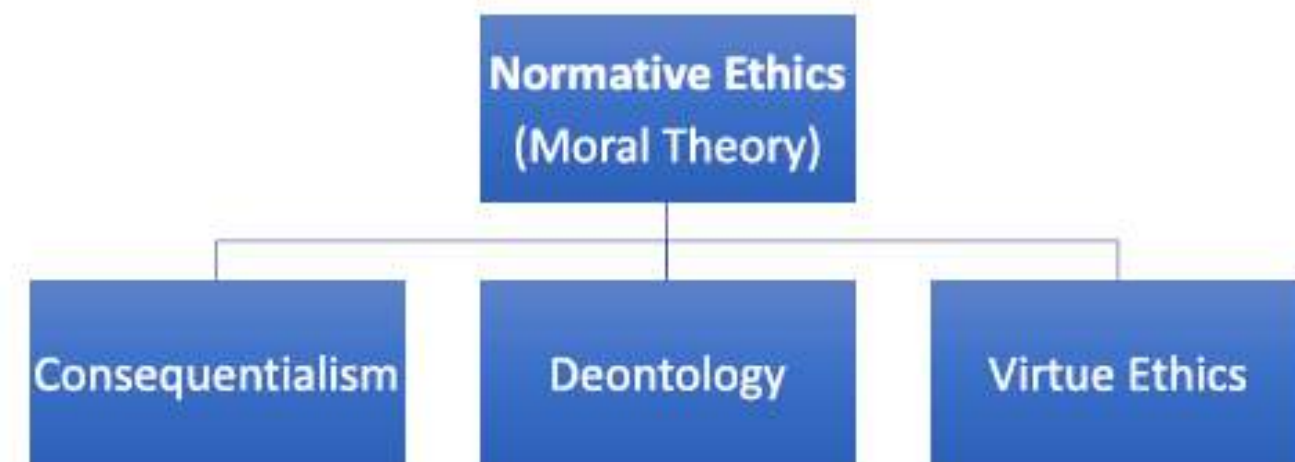 Normative Ethics
(Moral Theory)
Consequentialism
Deontology
Virtue Ethics